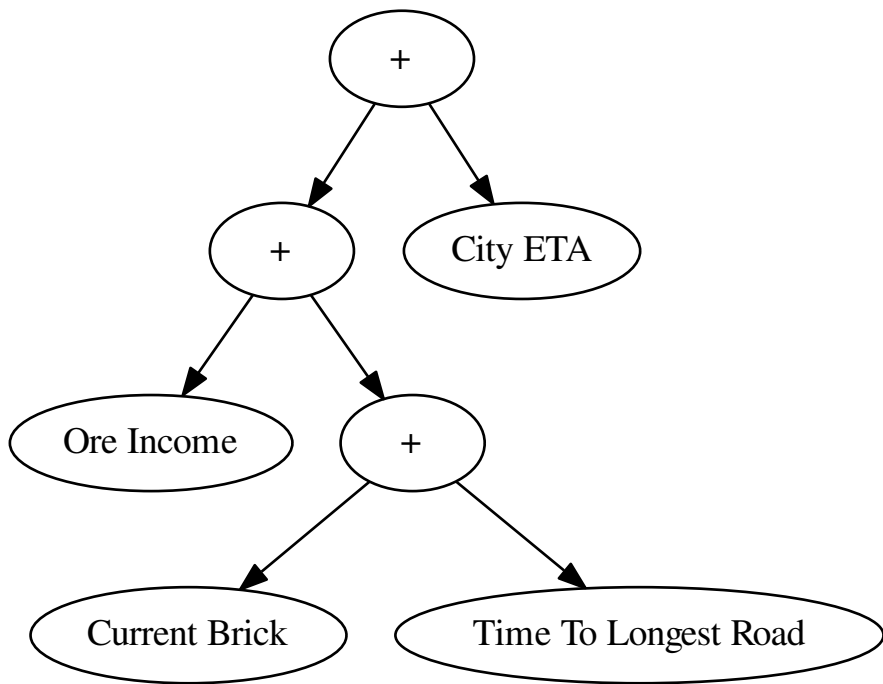 +
+
City ETA
Ore Income
+
Current Brick
Time To Longest Road